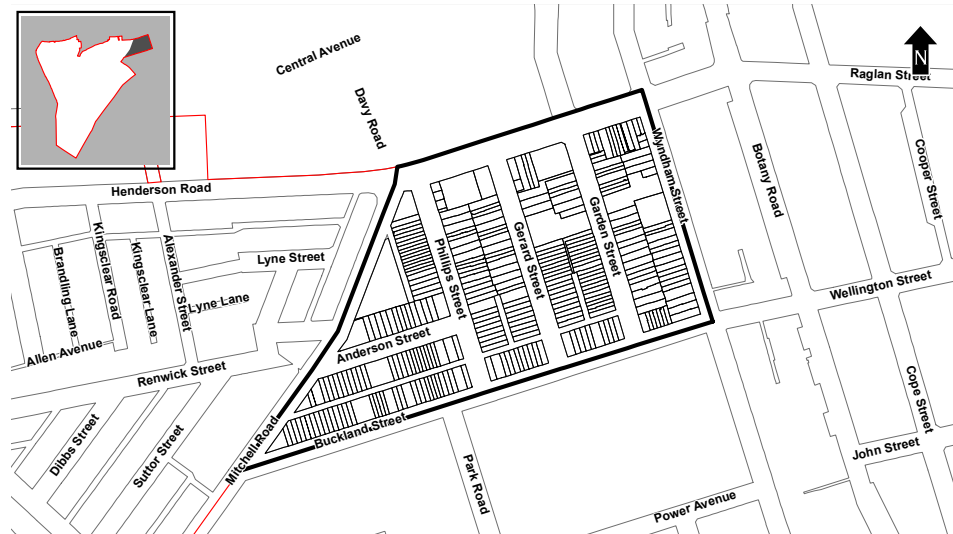 Central Avenue
N
Raglan Street
Davy Road
Wyndham Street
Botany Road
Cooper Street
Henderson Road
Kingsclear Road
Brandling Lane
Kingsclear Lane
Alexander Street
Lyne Street
Lyne Lane
Phillips Street
Gerard Street
Garden Street
Wellington Street
Allen Avenue
Anderson Street
Renwick Street
Cope Street
Dibbs Street
Suttor Street
Mitchell Road
Buckland Street
John Street
Park Road
Power Avenue